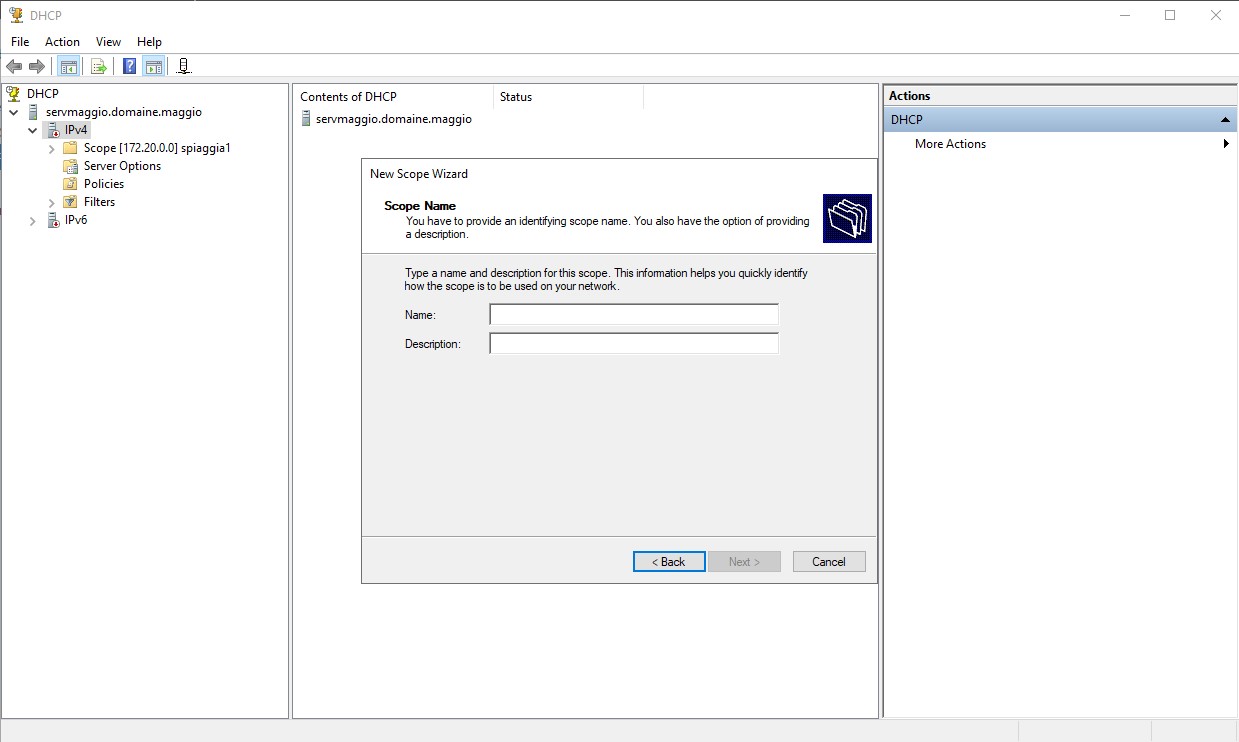 DHCP
File Action View Help
DHCP
servmaggio.domaine.maggio
IPv4
Scope [172.20.0.0] spiaggia1
Server Options
Policies
Filters
IPv6
Contents of DHCP Status
servmaggio.domaine.maggio
New Scope Wizard
Scope Name
You have to provide an identifying scope name. You also have the option of providing
a description.
Type a name and description for this scope. This information helps you quickly identify
how the scope is to be used on your network.
Name:
Description:
< Back Next > Cancel
Actions
DHCP
More Actions